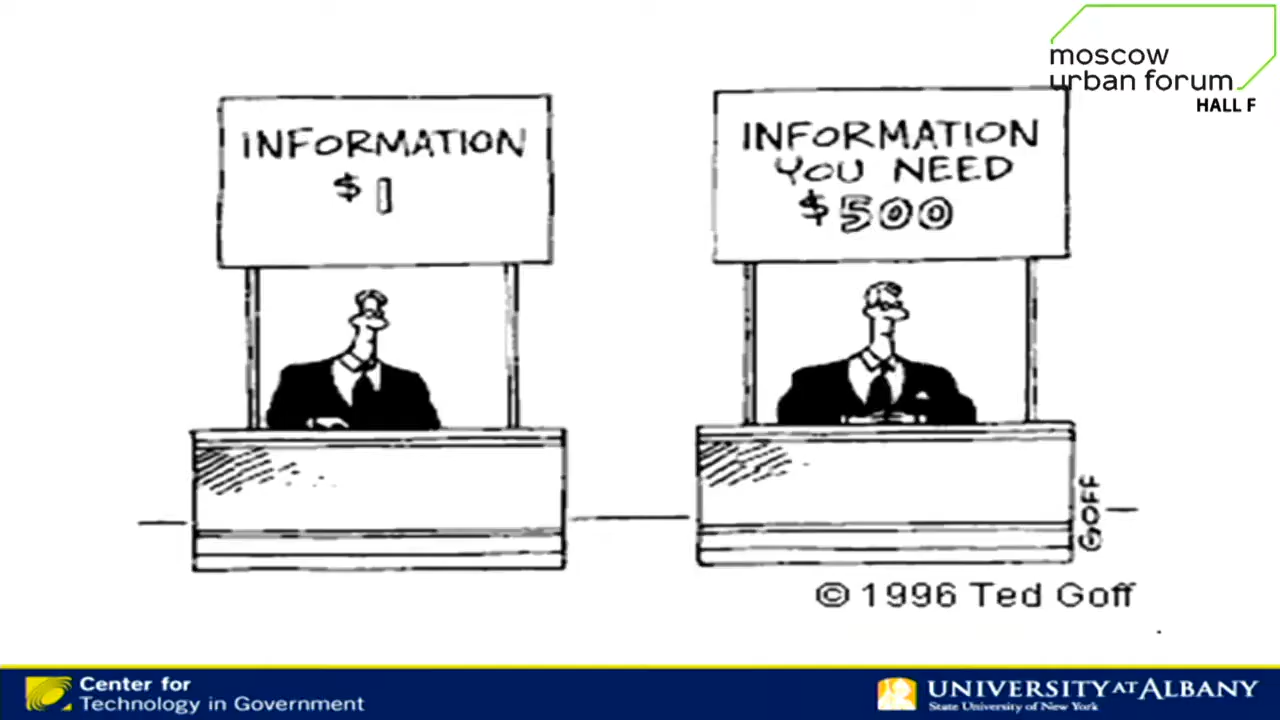 moscow
urban forum
HALL F
INFORMATION
$1
INFORMATION
YOU NEED
$500
GOFF
© 1996 Ted Goff
Center for
Technology in Government
UNIVERSITY AT ALBANY
State University of New York